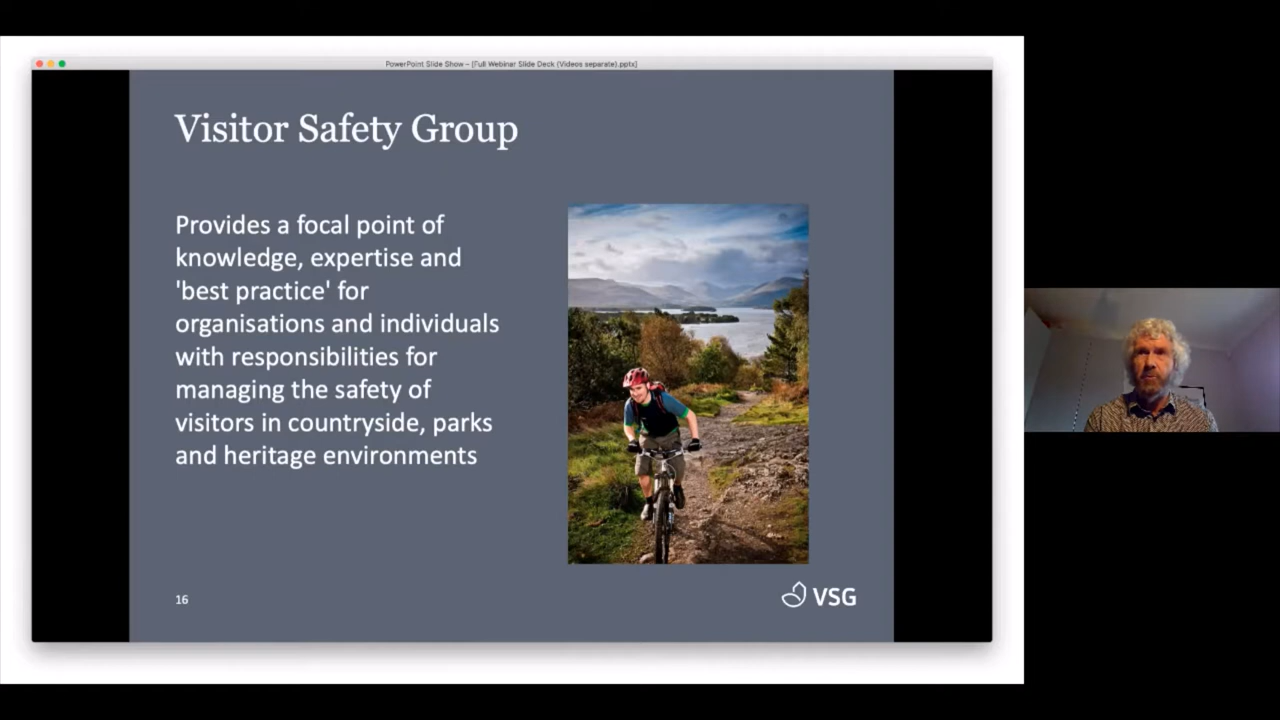 PowerPoint Slide Show - [Full Webinar Slide Deck (Videos separate).pptx]
Visitor Safety Group
Provides a focal point of
knowledge, expertise and
'best practice' for
organisations and individuals
with responsibilities for
managing the safety of
visitors in countryside, parks
and heritage environments
16
VSG